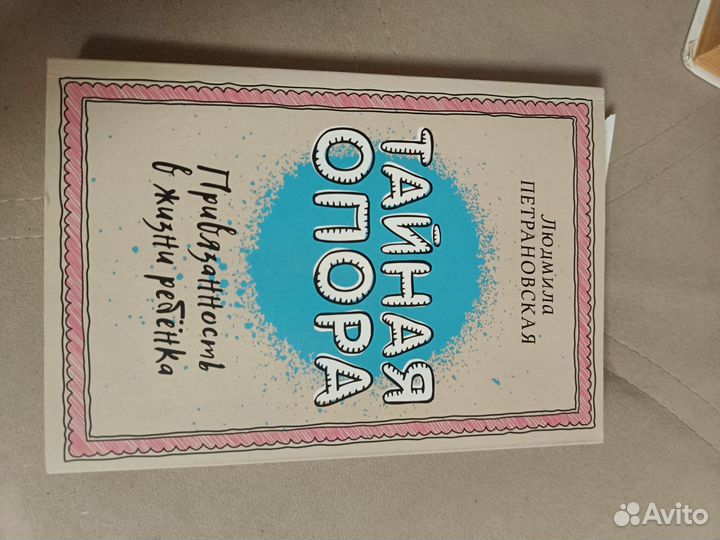 Людмила
ПЕТРАНОВСКАЯ
ТАЙНАЯ
ОПОРА
Привязанность
в жизни ребёнка
Avito